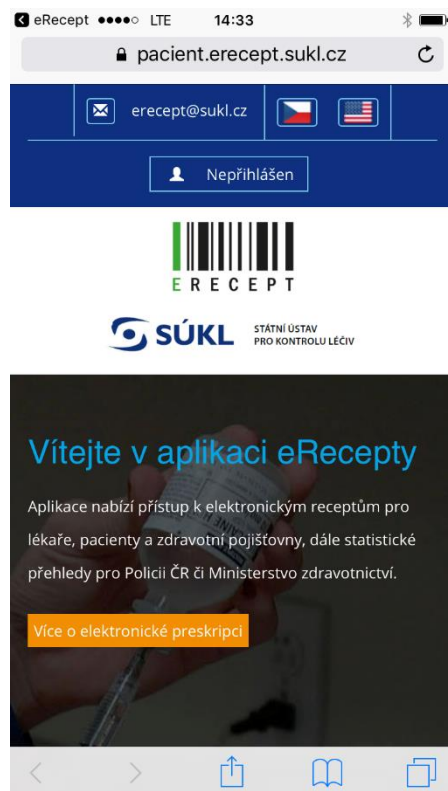 eRecept LTE 14:33
pacient.erecept.sukl.cz
erecept@sukl.cz
Nepřihlášen
ERECEPT
SÚKL STÁTNÍ ÚSTAV
PRO KONTROLU LÉČIV
Vítejte v aplikaci eRecepty
Aplikace nabízí přístup k elektronickým receptům pro
lékaře, pacienty a zdravotní pojišťovny, dále statistické
přehledy pro Policii ČR či Ministerstvo zdravotnictví.
Více o elektronické preskripci